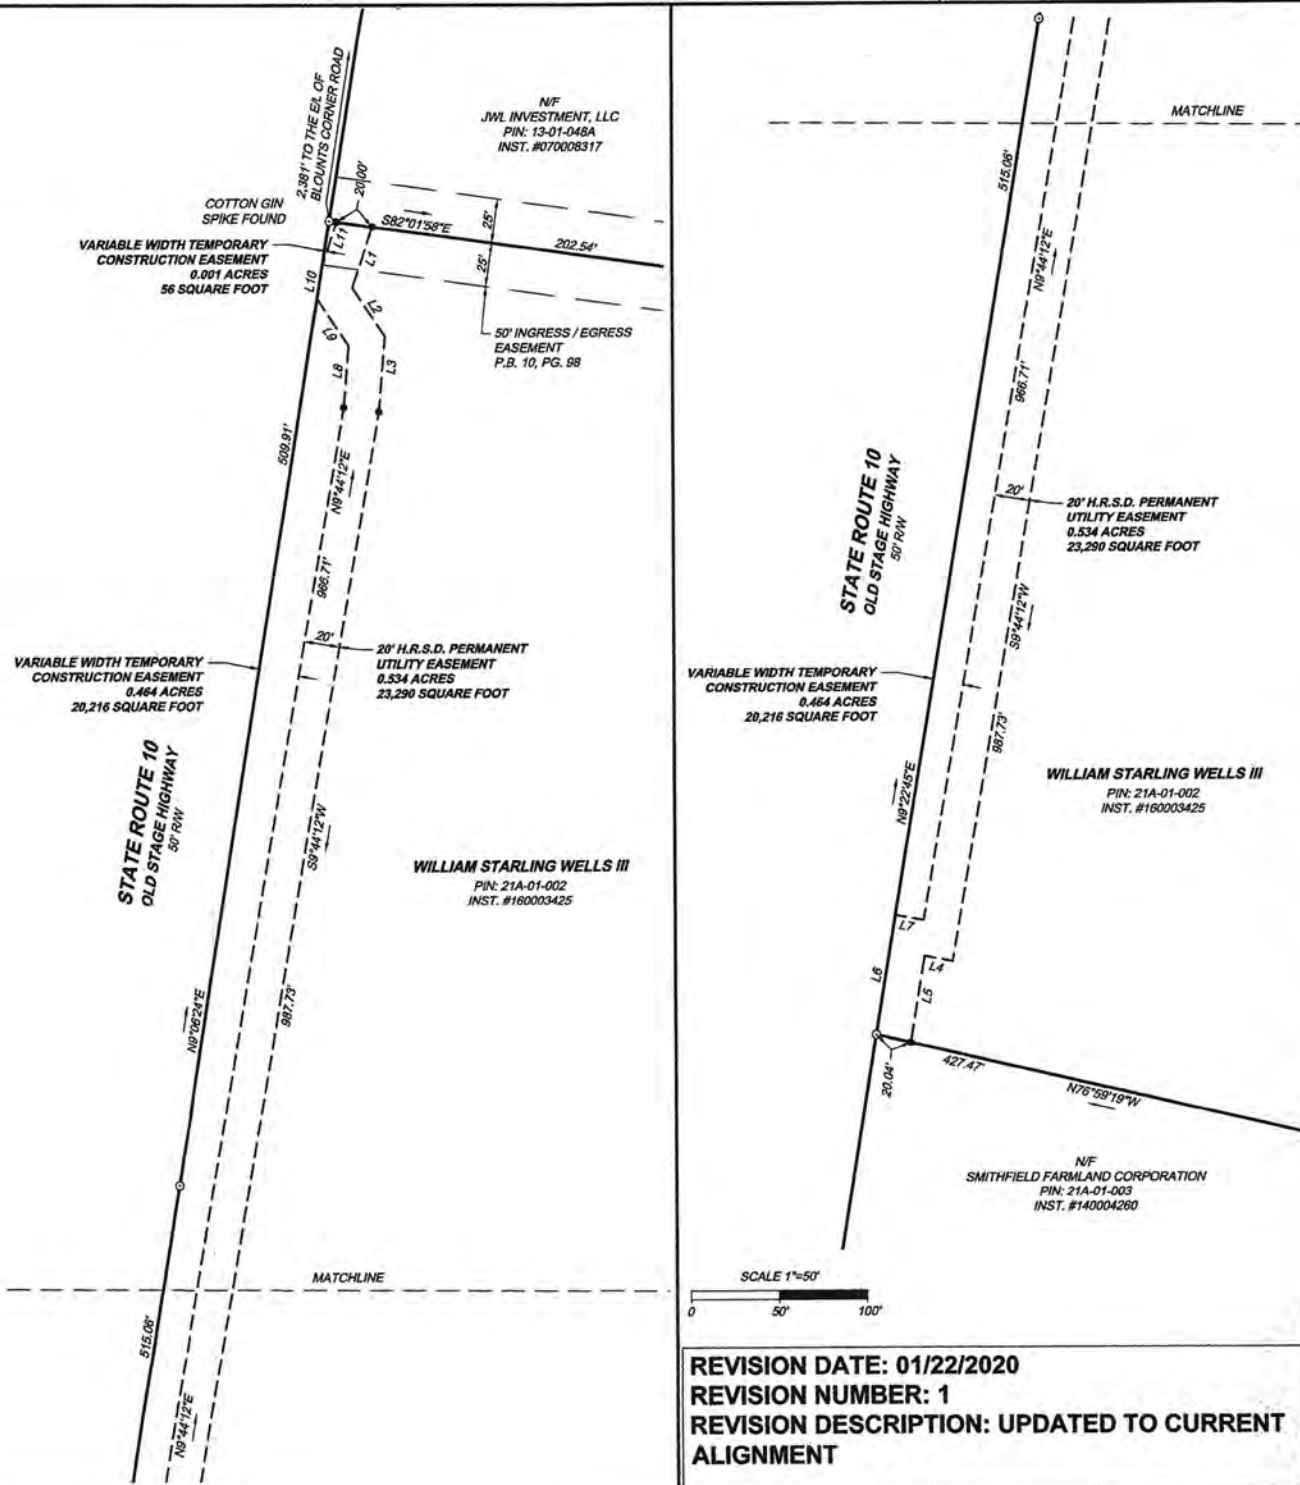 2,381' TO THE E/L OF
BLOUNTS CORNER ROAD
N/F
JWL INVESTMENT, LLC
PIN: 13-01-048A
INST. #070008317
COTTON GIN
SPIKE FOUND
20.00'
S82°01'58"E
202.54'
25'
25'
VARIABLE WIDTH TEMPORARY
CONSTRUCTION EASEMENT
0.001 ACRES
56 SQUARE FOOT
L11
L1
L10
L2
L9
L8
L3
50' INGRESS / EGRESS
EASEMENT
P.B. 10, PG. 98
509.91'
N9°44'12"E
966.71'
20'
20' H.R.S.D. PERMANENT
UTILITY EASEMENT
0.534 ACRES
23,290 SQUARE FOOT
VARIABLE WIDTH TEMPORARY
CONSTRUCTION EASEMENT
0.464 ACRES
20,216 SQUARE FOOT
STATE ROUTE 10
OLD STAGE HIGHWAY
50' R/W
S9°44'12"W
WILLIAM STARLING WELLS III
PIN: 21A-01-002
INST. #160003425
987.73'
N9°06'24"E
MATCHLINE
515.06'
N9°44'12"E
MATCHLINE
515.06'
N9°44'12"E
966.71'
STATE ROUTE 10
OLD STAGE HIGHWAY
50' R/W
20'
20' H.R.S.D. PERMANENT
UTILITY EASEMENT
0.534 ACRES
23,290 SQUARE FOOT
S9°44'12"W
VARIABLE WIDTH TEMPORARY
CONSTRUCTION EASEMENT
0.464 ACRES
20,216 SQUARE FOOT
987.73'
N9°22'45"E
WILLIAM STARLING WELLS III
PIN: 21A-01-002
INST. #160003425
L7
L4
L6
L5
20.04'
427.47'
N76°59'19"W
N/F
SMITHFIELD FARMLAND CORPORATION
PIN: 21A-01-003
INST. #140004260
SCALE 1"=50'
0 50' 100'
REVISION DATE: 01/22/2020
REVISION NUMBER: 1
REVISION DESCRIPTION: UPDATED TO CURRENT
ALIGNMENT